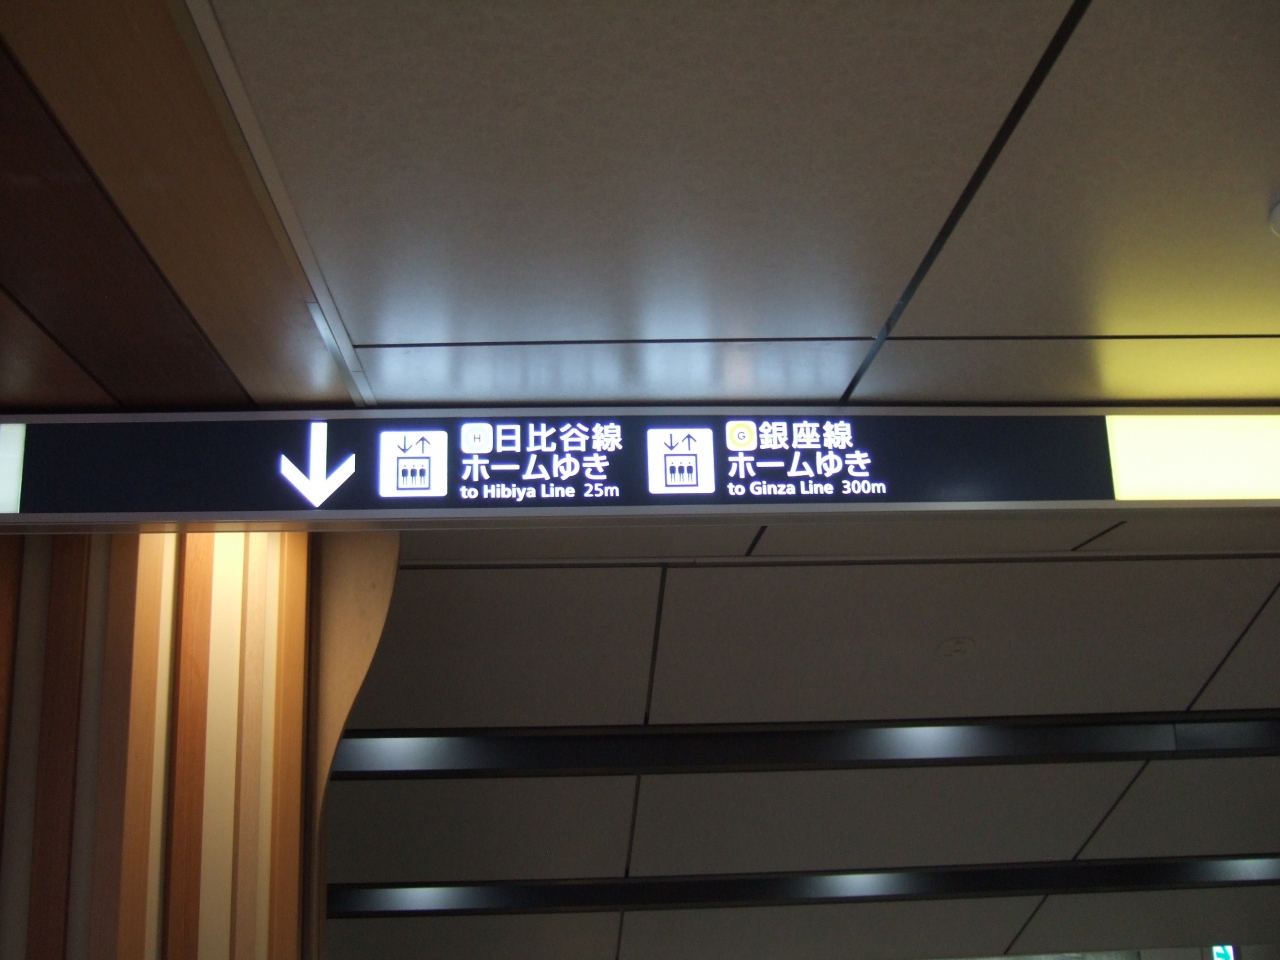 H 日比谷線
ホームゆき
to Hibiya Line 25m
G 銀座線
ホームゆき
to Ginza Line 300m